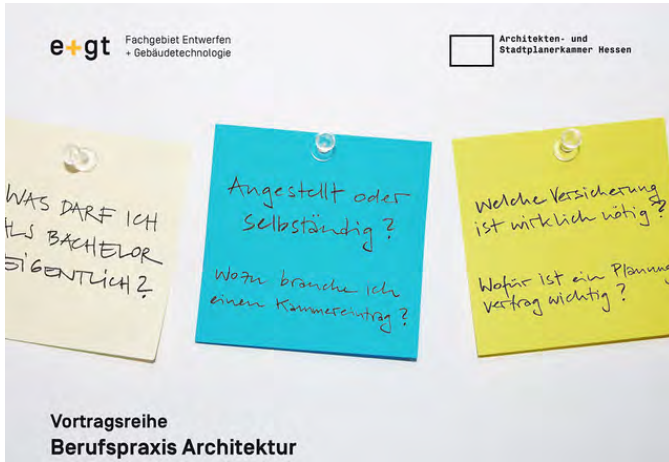 e+gt
Fachgebiet Entwerfen
+ Gebäudetechnologie
Architekten- und
Stadtplanerkammer Hessen
WAS DARF ICH
ALS BACHELOR
EIGENTLICH?
Angestellt oder
selbständig?
Wozu brauche ich
einen Kammereintrag?
Welche Versicherung
ist wirklich nötig?
Wofür ist ein Planungs
vertrag wichtig?
Vortragsreihe
Berufspraxis Architektur